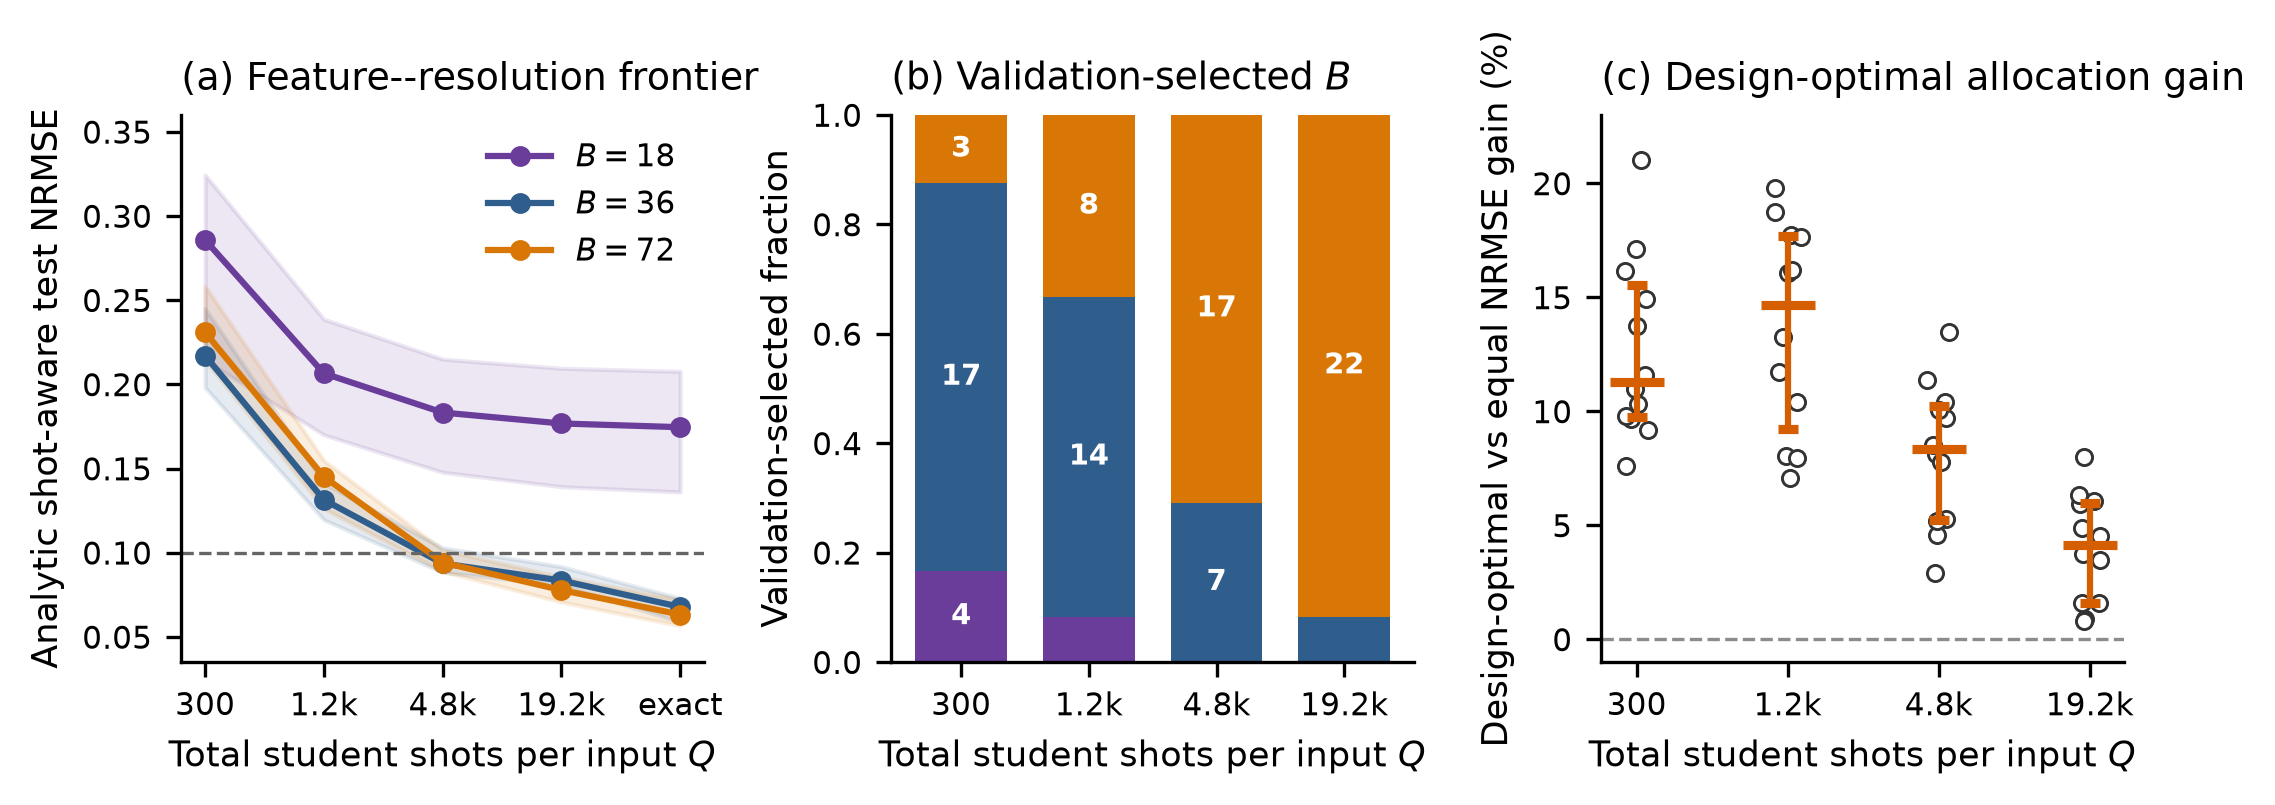 (a) Feature--resolution frontier
Analytic shot-aware test NRMSE
0.35
0.30
0.25
0.20
0.15
0.10
0.05
B = 18
B = 36
B = 72
300 1.2k 4.8k 19.2k exact
Total student shots per input Q
(b) Validation-selected B
Validation-selected fraction
1.0
0.8
0.6
0.4
0.2
0.0
3
17
4
8
14
17
7
22
300 1.2k 4.8k 19.2k
Total student shots per input Q
(c) Design-optimal allocation gain
Design-optimal vs equal NRMSE gain (%)
20
15
10
5
0
300 1.2k 4.8k 19.2k
Total student shots per input Q